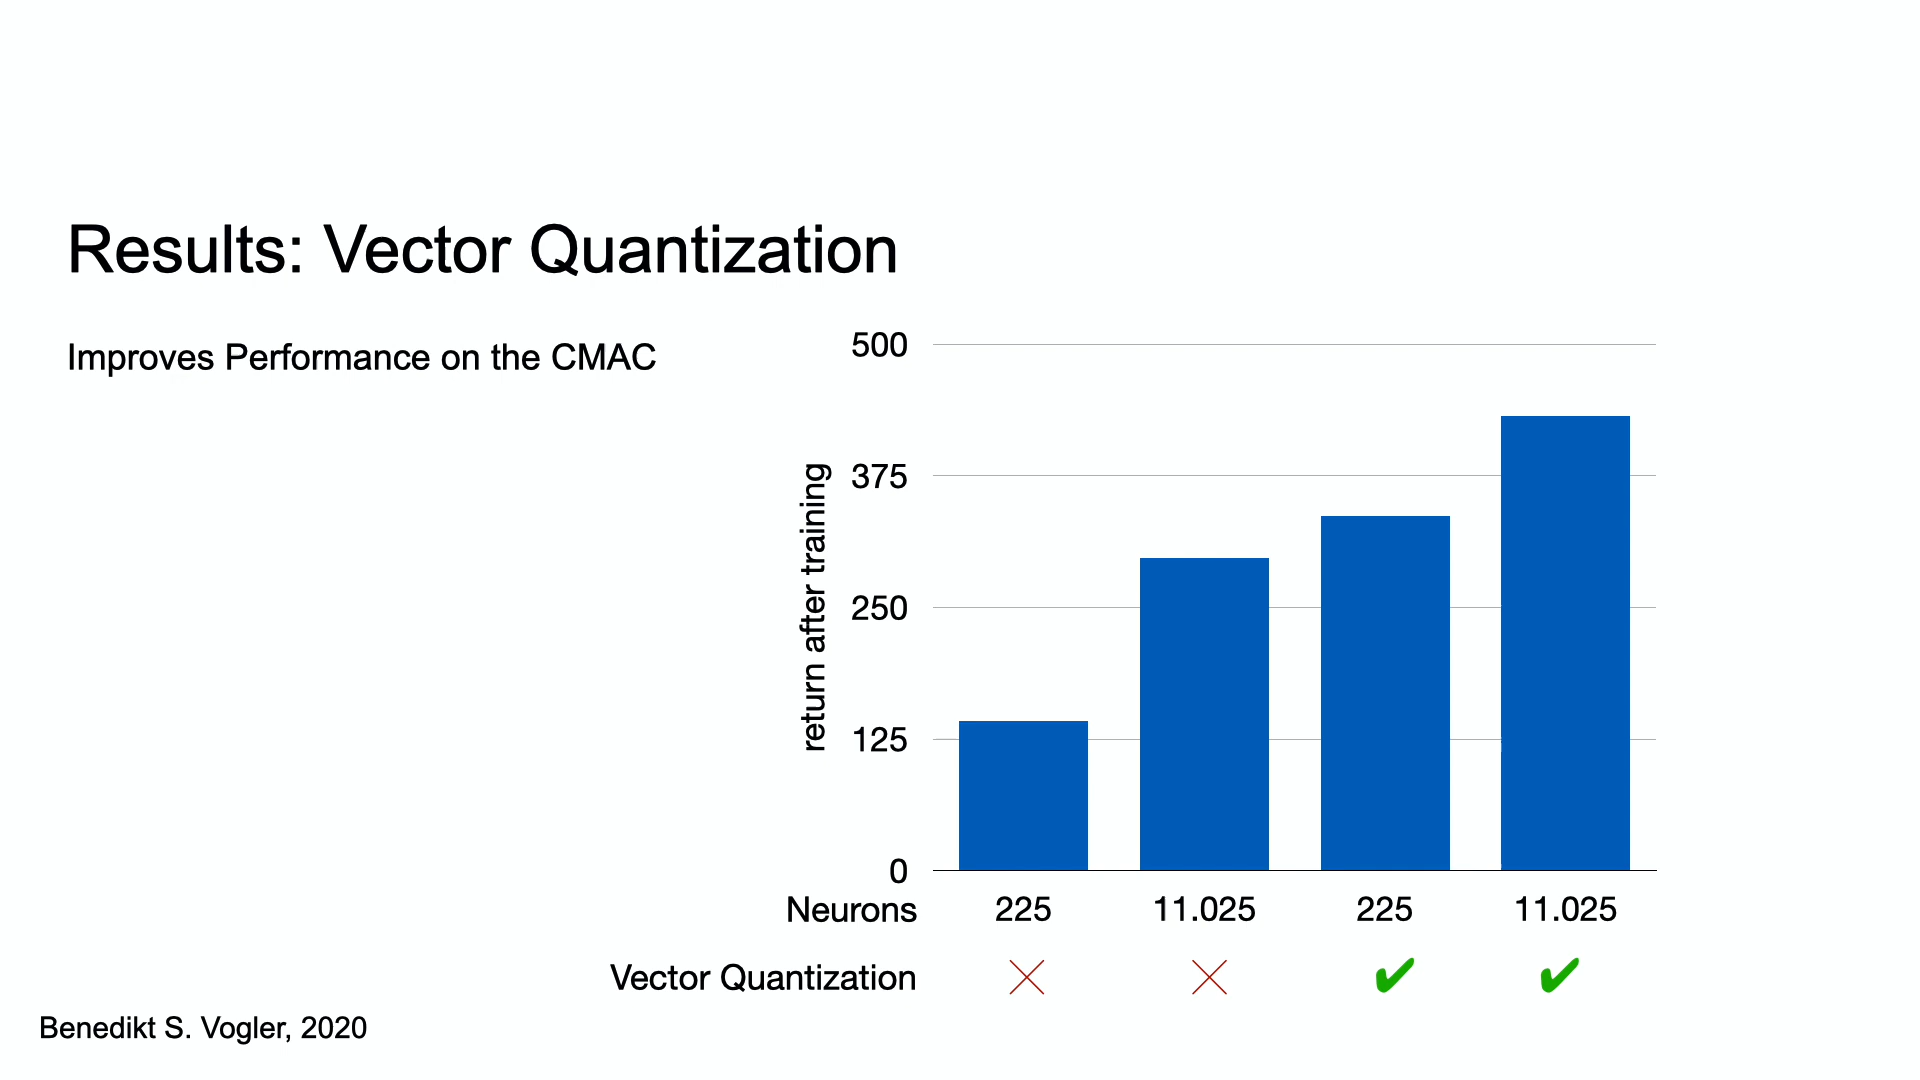 Results: Vector Quantization
Improves Performance on the CMAC
return after training
500
375
250
125
0
Neurons 225 11.025 225 11.025
Vector Quantization
Benedikt S. Vogler, 2020